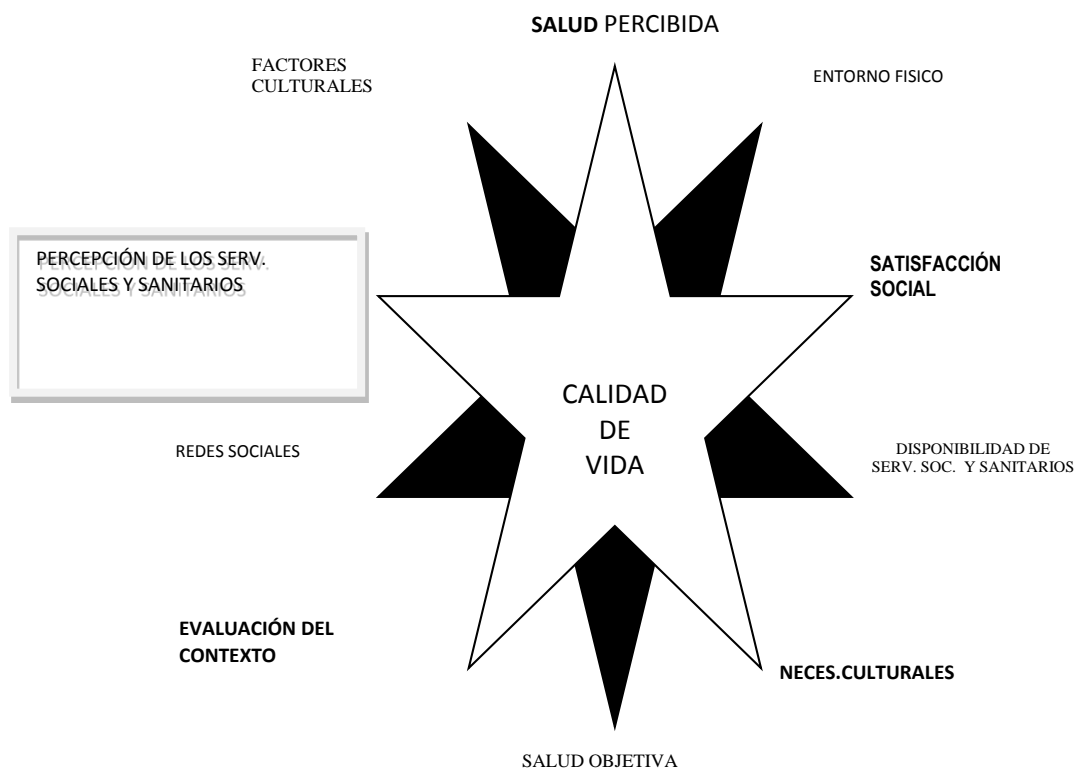 SALUD PERCIBIDA
FACTORES
CULTURALES
ENTORNO FISICO
PERCEPCIÓN DE LOS SERV.
SOCIALES Y SANITARIOS
SATISFACCIÓN
SOCIAL
CALIDAD
DE
VIDA
REDES SOCIALES
DISPONIBILIDAD DE
SERV. SOC. Y SANITARIOS
EVALUACIÓN DEL
CONTEXTO
NECES.CULTURALES
SALUD OBJETIVA